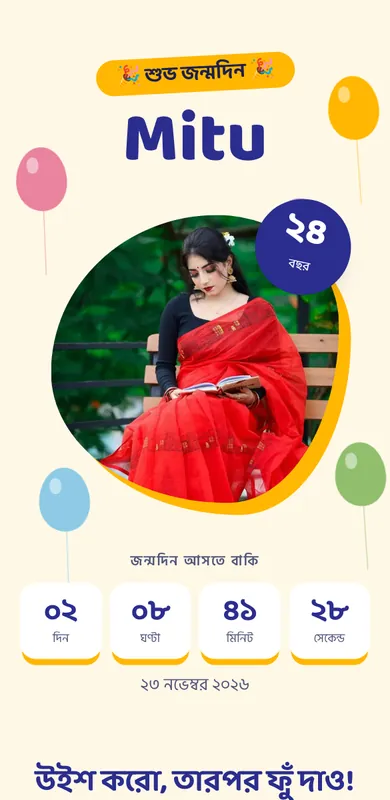 শুভ জন্মদিন
Mitu
২৪
বছর
জন্মদিন আসতে বাকি
০২ ০৮ ৪১ ২৮
দিন ঘণ্টা মিনিট সেকেন্ড
২৩ নভেম্বর ২০২৬
উইশ করো, তারপর ফুঁ দাও!